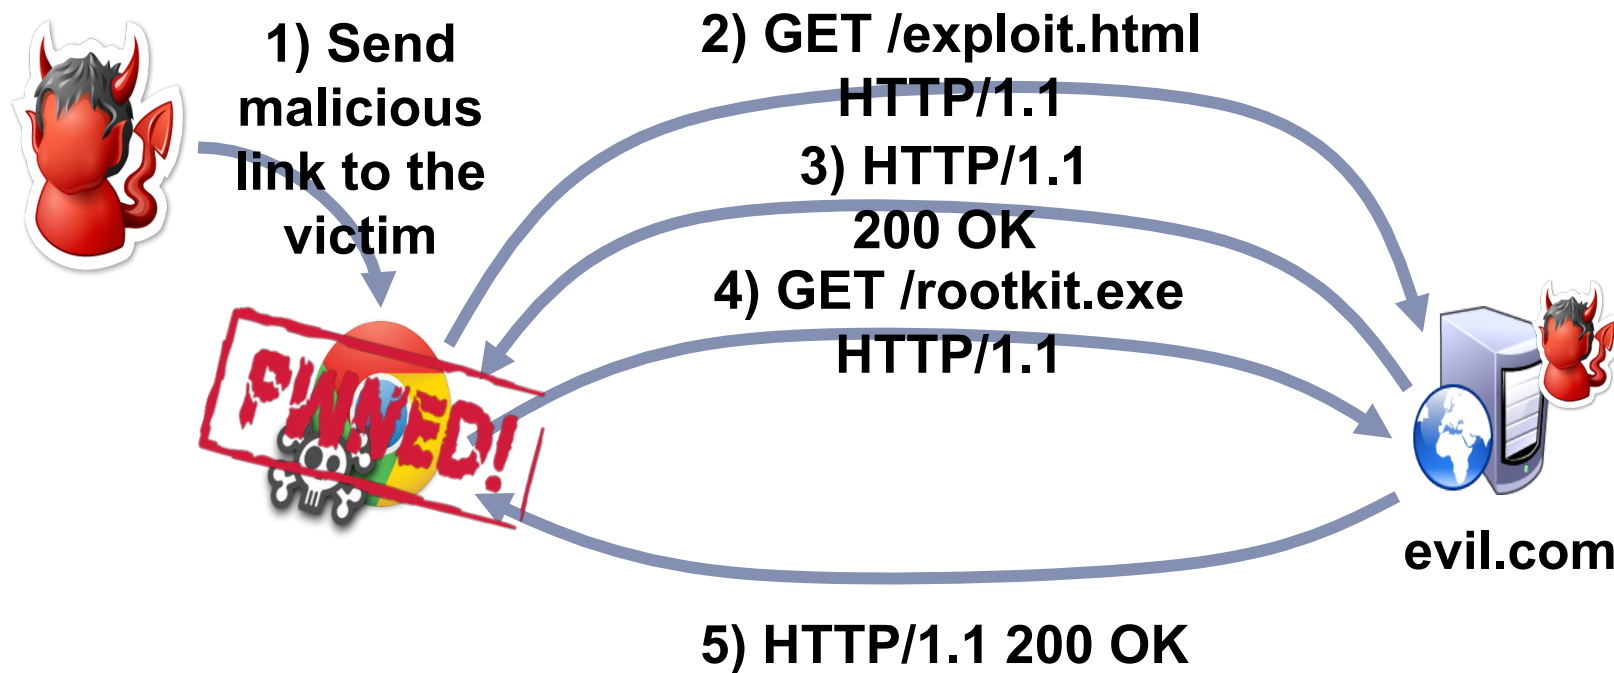 1) Send
malicious
link to the
victim
2) GET /exploit.html
HTTP/1.1
3) HTTP/1.1
200 OK
4) GET /rootkit.exe
HTTP/1.1
PWNED!
evil.com
5) HTTP/1.1 200 OK